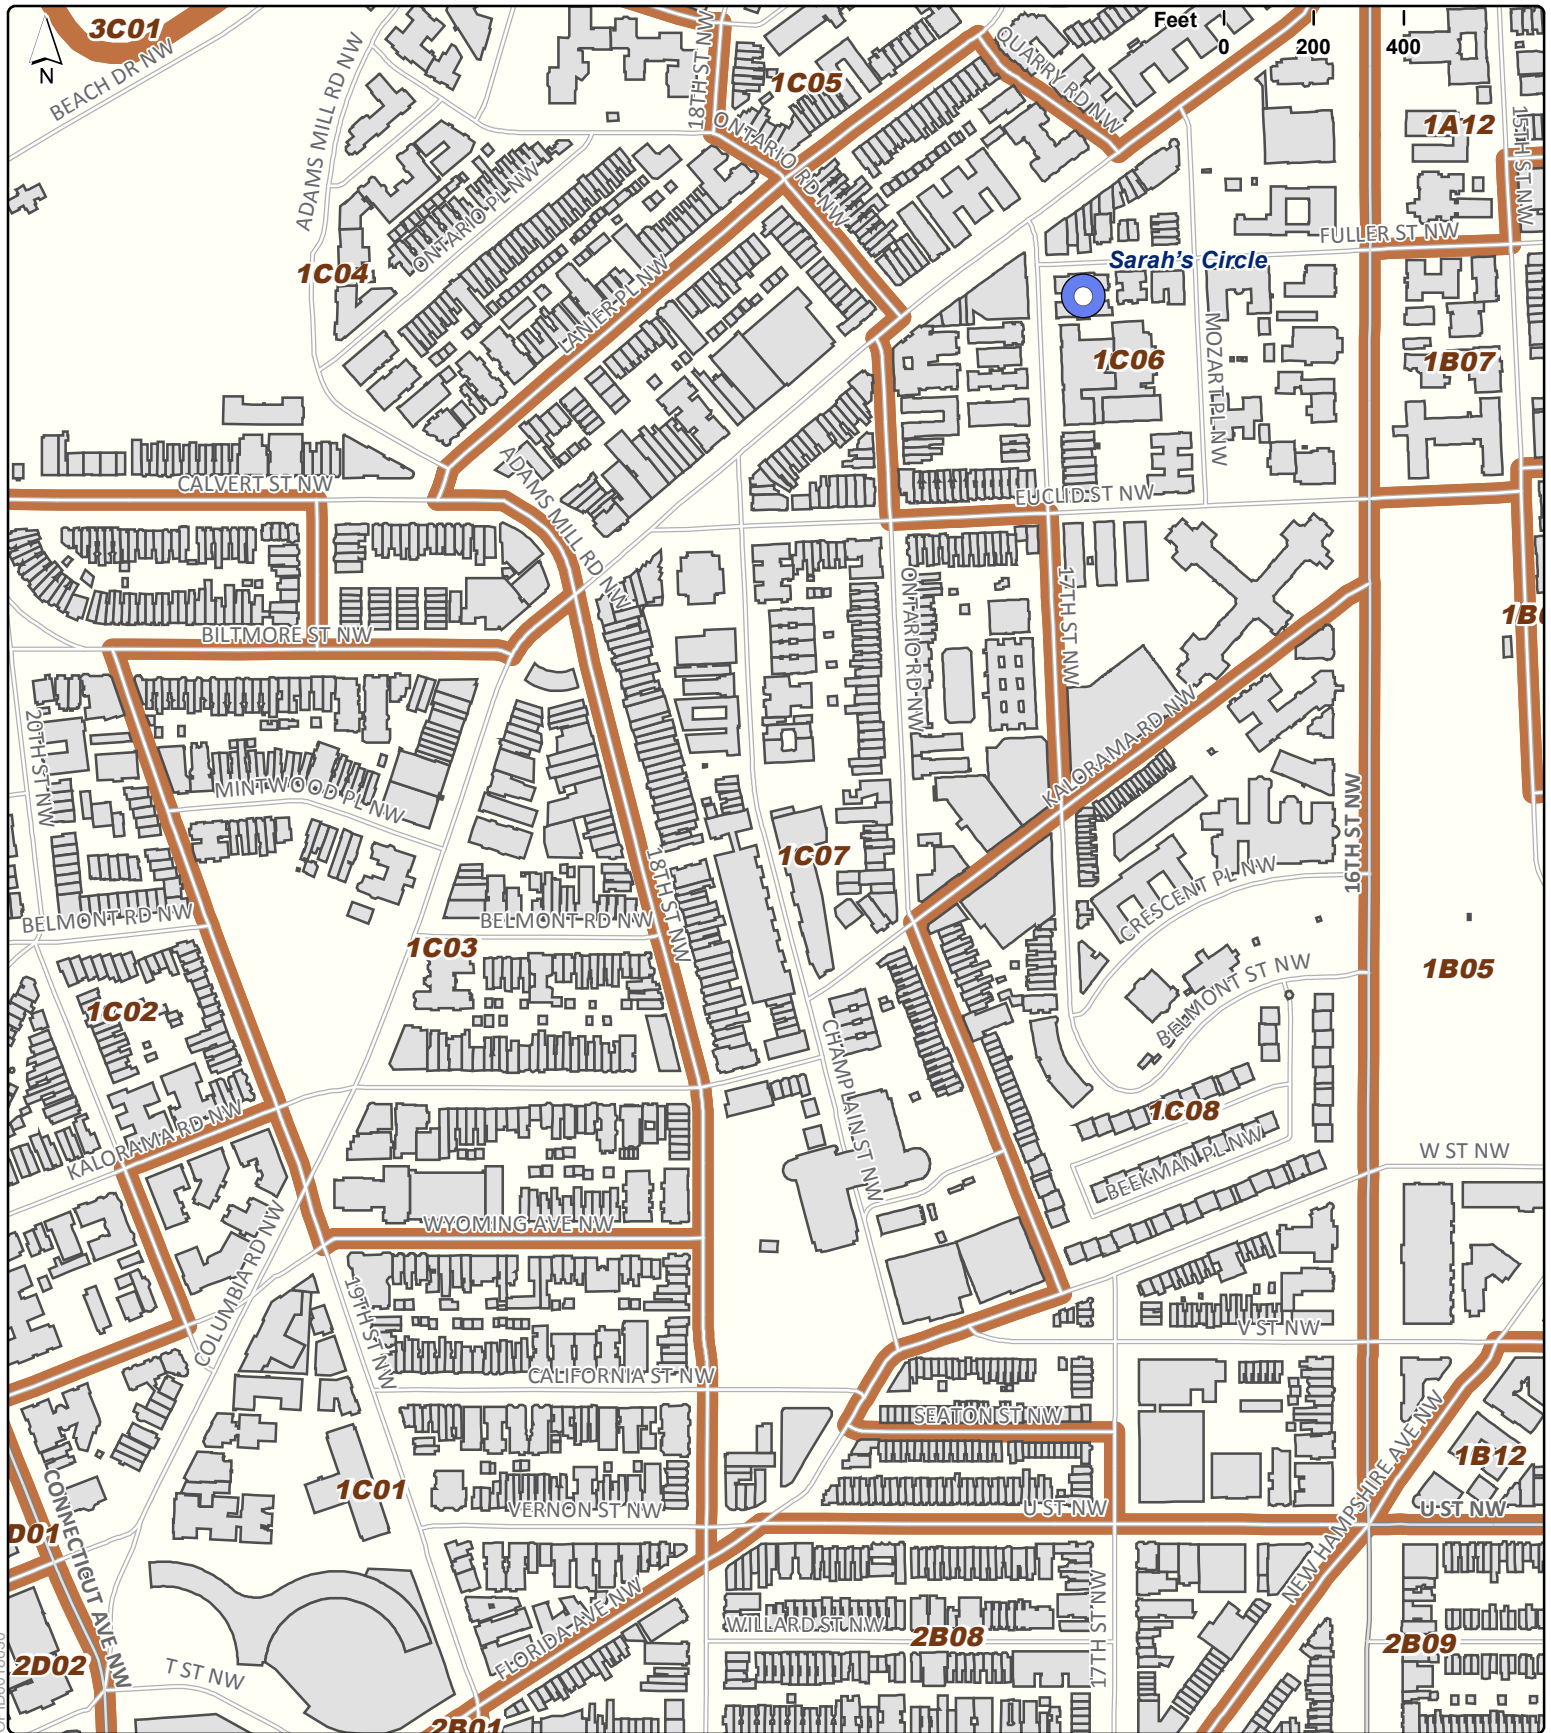 3C01
BEACH DR NW
N
ADAMS MILL RD NW
18TH ST NW
1C05
QUARRY RD NW
Feet
0 200 400
1A12
15TH ST NW
ONTARIO RD NW
ONTARIO PL NW
1C04
LANIER PL NW
FULLER ST NW
Sarah's Circle
MOZART PL NW
1C06
1B07
CALVERT ST NW
ADAMS MILL RD NW
EUCLID ST NW
BILTMORE ST NW
ONTARIO RD NW
17TH ST NW
20TH ST NW
MINTWOOD PL NW
KALORAMA RD NW
16TH ST NW
1C07
18TH ST NW
CRESCENT PL NW
BELMONT RD NW
BELMONT RD NW
1C03
1B05
1C02
BELMONT ST NW
CHAMPLAIN ST NW
KALORAMA RD NW
1C08
BEEKMAN PL NW
W ST NW
WYOMING AVE NW
COLUMBIA RD NW
19TH ST NW
V ST NW
CALIFORNIA ST NW
SEATON ST NW
NEW HAMPSHIRE AVE NW
1B12
1C01
VERNON ST NW
U ST NW
U ST NW
D01
CONNECTICUT AVE NW
FLORIDA AVE NW
WILLARD ST NW
17TH ST NW
2B08
2B09
2D02
T ST NW
2B01